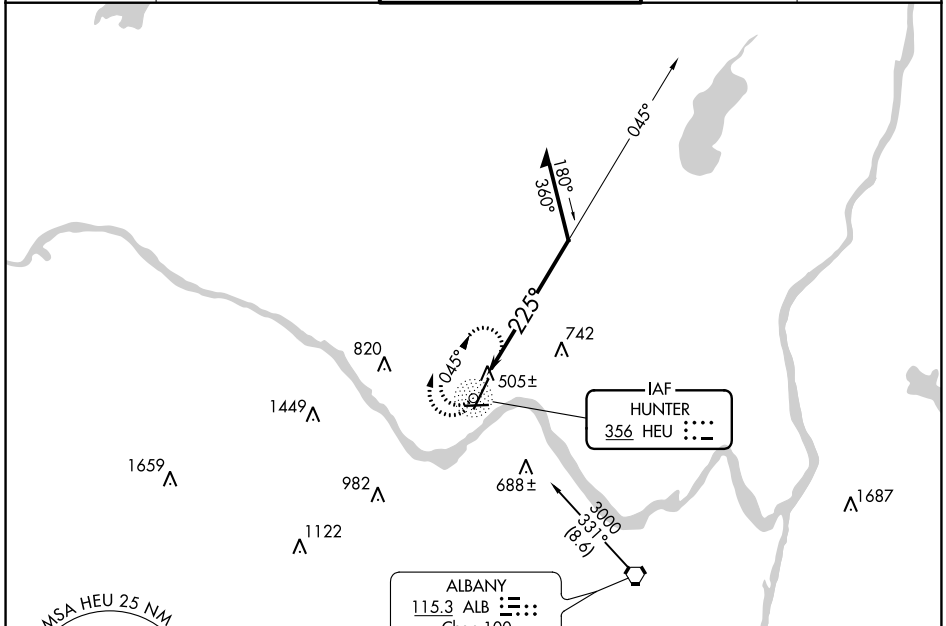 045°
180°
360°
225°
045°
820
742
505±
1449
IAF
HUNTER
356 HEU
1659
982
688±
1687
1122
3000
331°
(8.6)
ALBANY
115.3 ALB
MSA HEU 25 NM